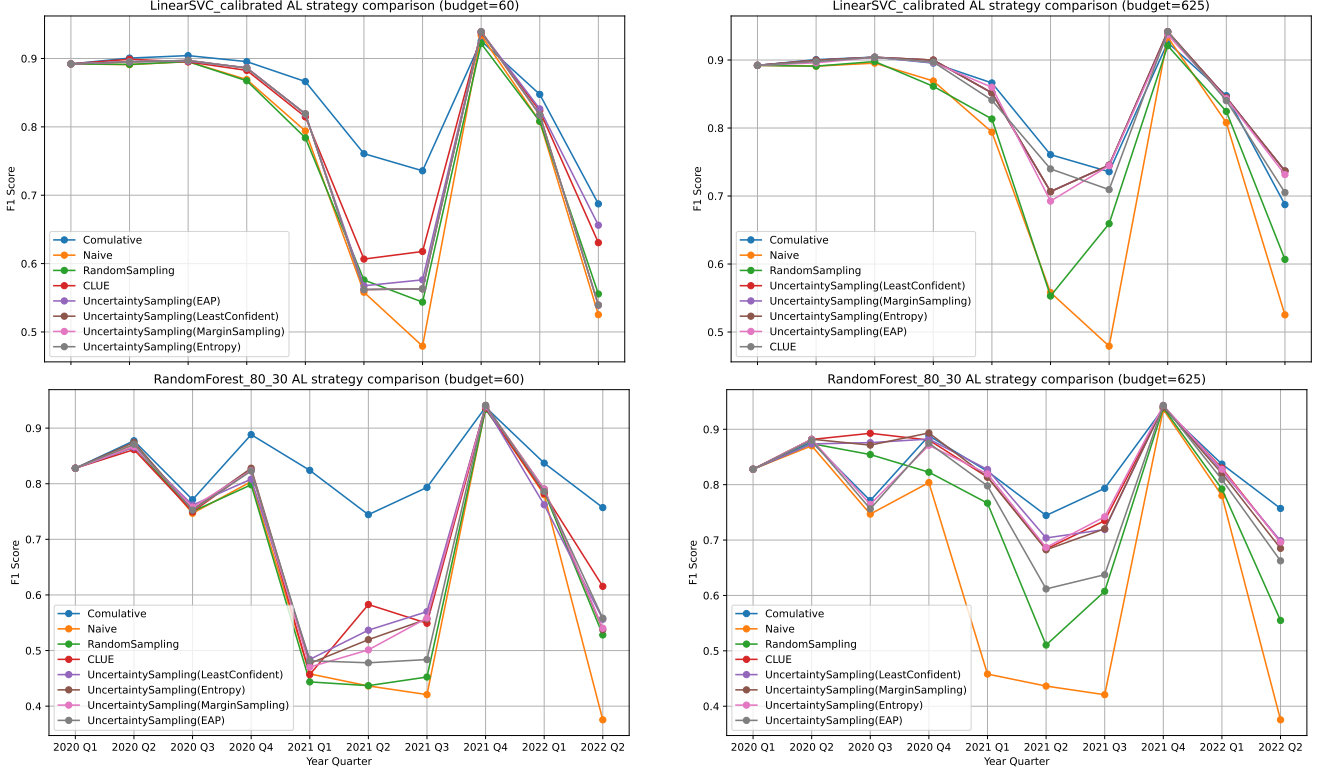 LinearSVC_calibrated AL strategy comparison (budget=60)
0.9
0.8
0.7
0.6
0.5
F1 Score
Comulative
Naive
RandomSampling
CLUE
UncertaintySampling(EAP)
UncertaintySampling(LeastConfident)
UncertaintySampling(MarginSampling)
UncertaintySampling(Entropy)
LinearSVC_calibrated AL strategy comparison (budget=625)
0.9
0.8
0.7
0.6
0.5
F1 Score
Comulative
Naive
RandomSampling
UncertaintySampling(LeastConfident)
UncertaintySampling(MarginSampling)
UncertaintySampling(Entropy)
UncertaintySampling(EAP)
CLUE
RandomForest_80_30 AL strategy comparison (budget=60)
0.9
0.8
0.7
0.6
0.5
0.4
F1 Score
Comulative
Naive
RandomSampling
CLUE
UncertaintySampling(LeastConfident)
UncertaintySampling(Entropy)
UncertaintySampling(MarginSampling)
UncertaintySampling(EAP)
2020 Q1 2020 Q2 2020 Q3 2020 Q4 2021 Q1 2021 Q2 2021 Q3 2021 Q4 2022 Q1 2022 Q2
Year Quarter
RandomForest_80_30 AL strategy comparison (budget=625)
0.9
0.8
0.7
0.6
0.5
0.4
F1 Score
Comulative
Naive
RandomSampling
CLUE
UncertaintySampling(LeastConfident)
UncertaintySampling(MarginSampling)
UncertaintySampling(Entropy)
UncertaintySampling(EAP)
2020 Q1 2020 Q2 2020 Q3 2020 Q4 2021 Q1 2021 Q2 2021 Q3 2021 Q4 2022 Q1 2022 Q2
Year Quarter